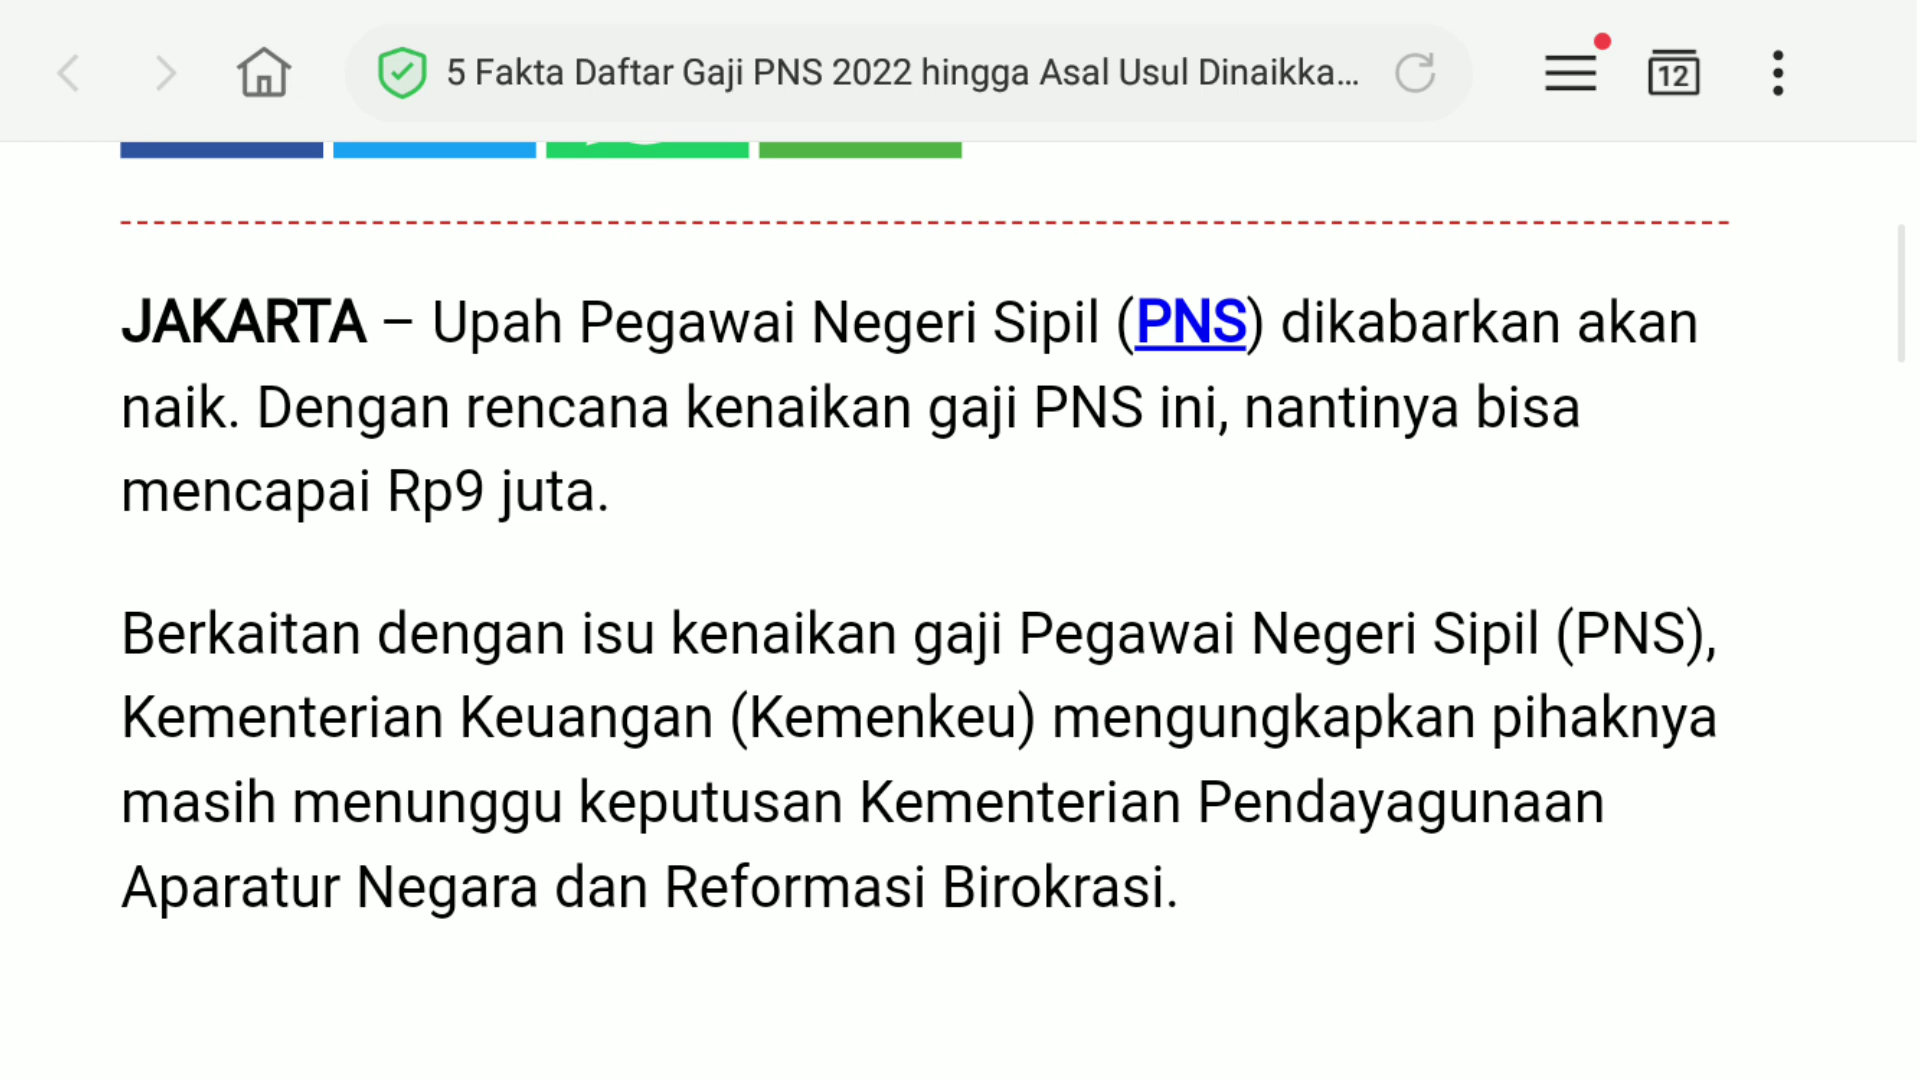 5 Fakta Daftar Gaji PNS 2022 hingga Asal Usul Dinaikka...
12
JAKARTA – Upah Pegawai Negeri Sipil (PNS) dikabarkan akan
naik. Dengan rencana kenaikan gaji PNS ini, nantinya bisa
mencapai Rp9 juta.
Berkaitan dengan isu kenaikan gaji Pegawai Negeri Sipil (PNS),
Kementerian Keuangan (Kemenkeu) mengungkapkan pihaknya
masih menunggu keputusan Kementerian Pendayagunaan
Aparatur Negara dan Reformasi Birokrasi.